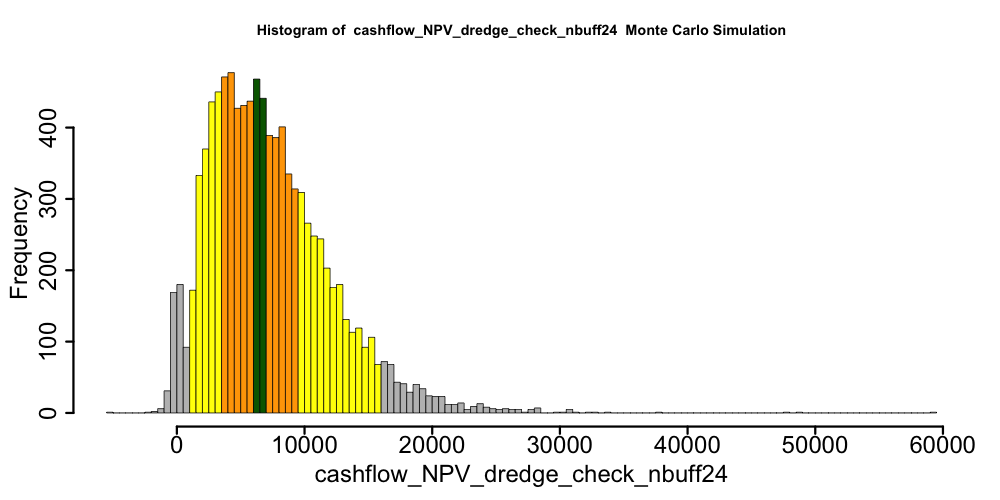 Histogram of  cashflow_NPV_dredge_check_nbuff24  Monte Carlo Simulation
Frequency
400
300
200
100
0
0 10000 20000 30000 40000 50000 60000
cashflow_NPV_dredge_check_nbuff24